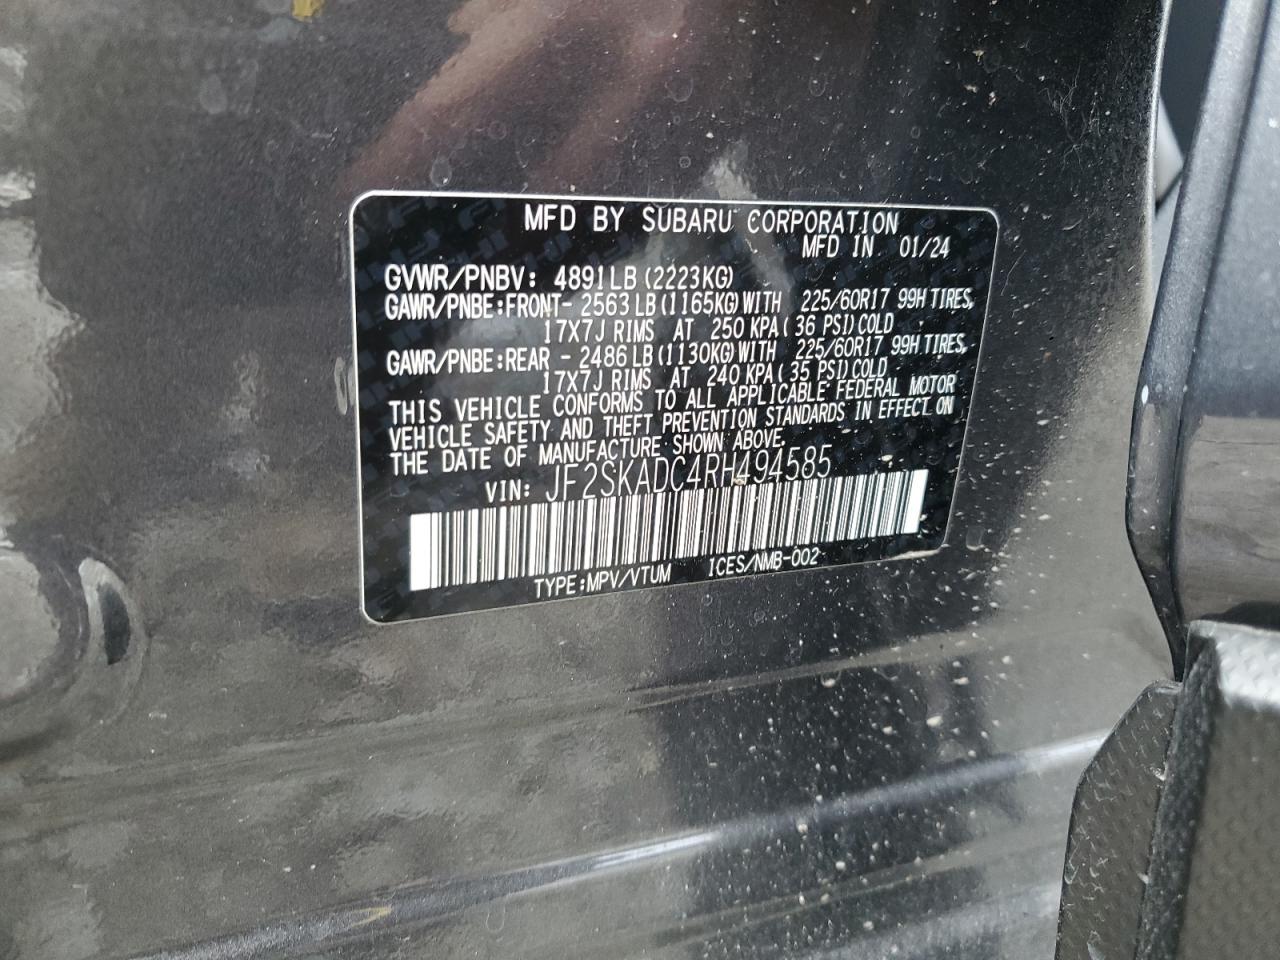 MFD BY SUBARU CORPORATION
MFD IN 01/24
GVWR/PNBV: 4891LB(2223KG)
GAWR/PNBE:FRONT- 2563LB(1165KG)WITH 225/60R17 99H TIRES,
17X7J RIMS AT 250 KPA( 36 PSI)COLD
GAWR/PNBE:REAR - 2486LB(1130KG)WITH 225/60R17 99H TIRES,
17X7J RIMS AT 240 KPA( 35 PSI)COLD
THIS VEHICLE CONFORMS TO ALL APPLICABLE FEDERAL MOTOR
VEHICLE SAFETY AND THEFT PREVENTION STANDARDS IN EFFECT ON
THE DATE OF MANUFACTURE SHOWN ABOVE.
VIN: JF2SKADC4RH494585
TYPE:MPV/VTUM ICES/NMB-002